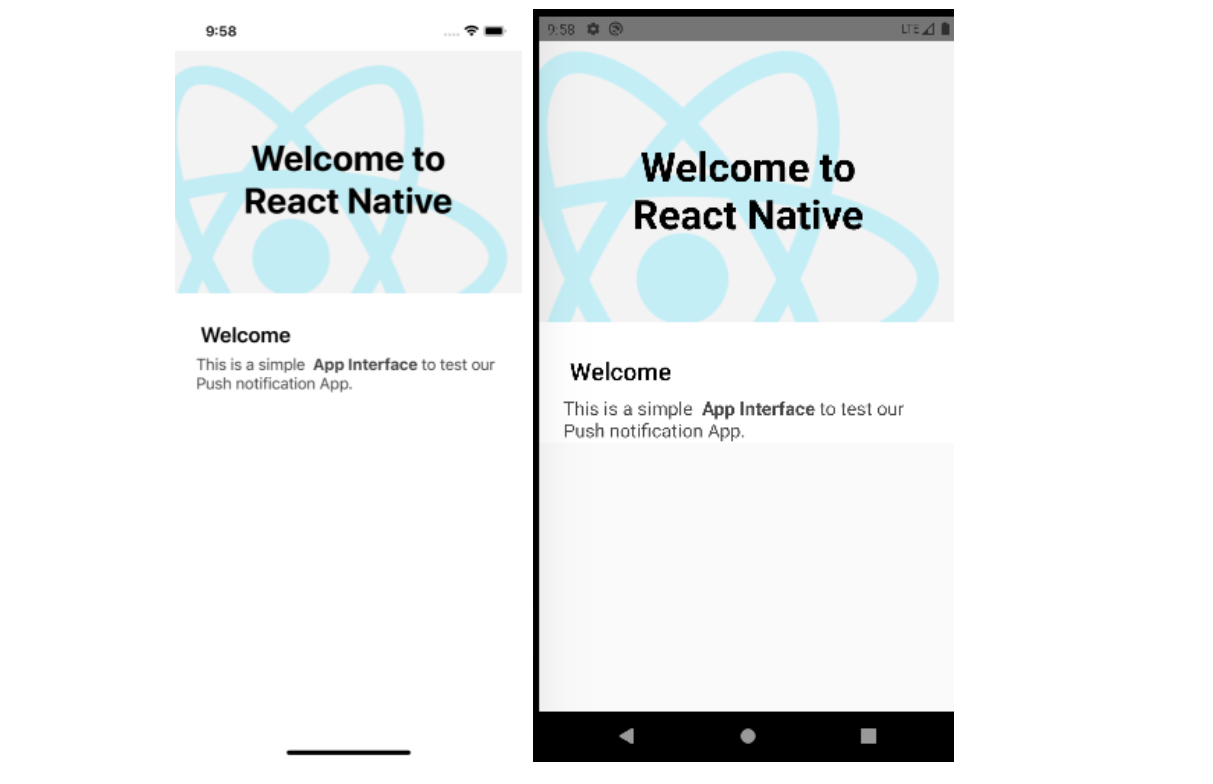 9:58
Welcome to
React Native
Welcome
This is a simple App Interface to test our
Push notification App.
9:58
LTE
Welcome to
React Native
Welcome
This is a simple App Interface to test our
Push notification App.